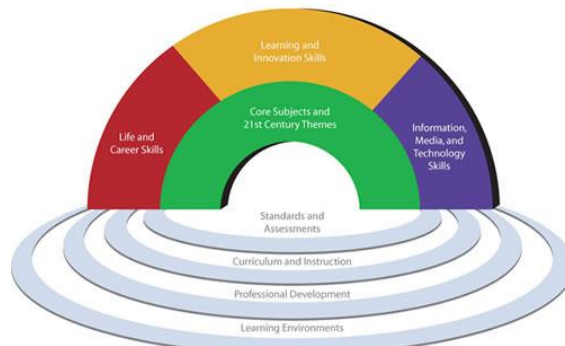 Learning and
Innovation Skills
Core Subjects and
21st Century Themes
Life and
Career Skills
Information,
Media, and
Technology
Skills
Standards and
Assessments
Curriculum and Instruction
Professional Development
Learning Environments